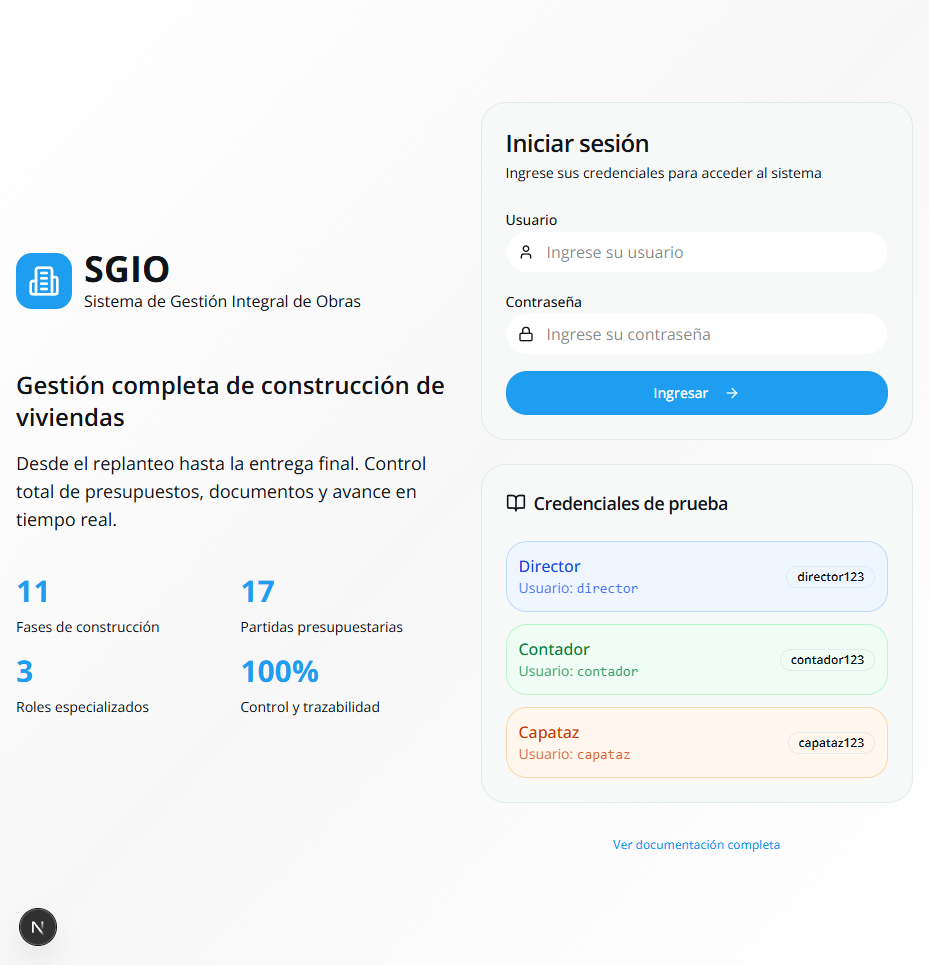 SGIO
Sistema de Gestión Integral de Obras
Gestión completa de construcción de
viviendas
Desde el replanteo hasta la entrega final. Control
total de presupuestos, documentos y avance en
tiempo real.
11
Fases de construcción
17
Partidas presupuestarias
3
Roles especializados
100%
Control y trazabilidad
Iniciar sesión
Ingrese sus credenciales para acceder al sistema
Usuario
Ingrese su usuario
Contraseña
Ingrese su contraseña
Ingresar
Credenciales de prueba
Director
Usuario: director
director123
Contador
Usuario: contador
contador123
Capataz
Usuario: capataz
capataz123
Ver documentación completa
N